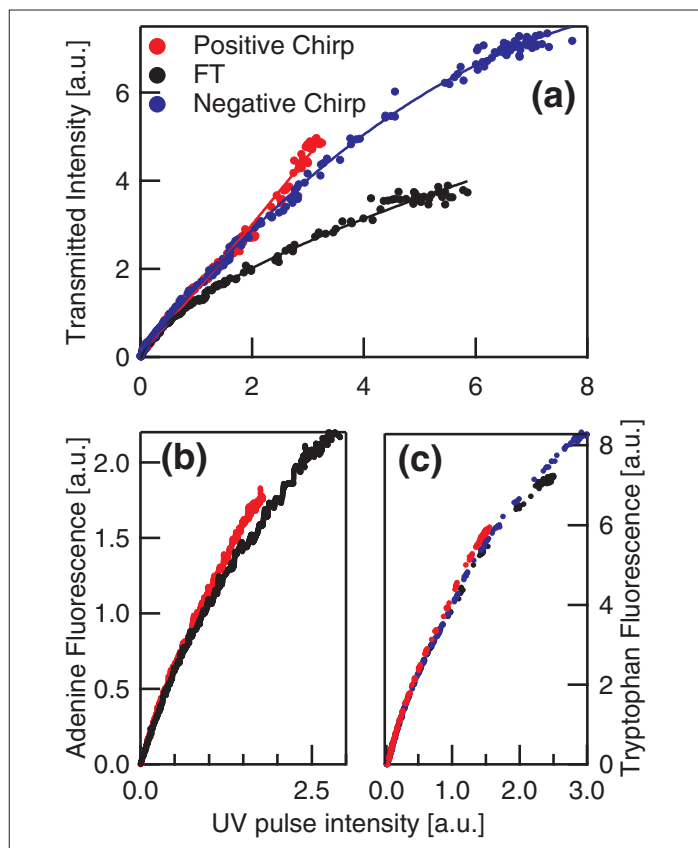 Positive Chirp
FT
Negative Chirp
(a)
Transmitted Intensity [a.u.]
6
4
2
0
0 2 4 6 8
(b)
Adenine Fluorescence [a.u.]
2.0
1.5
1.0
0.5
0.0
0 2.5
(c)
Tryptophan Fluorescence [a.u.]
8
6
4
2
0
0.0 1.0 2.0 3.0
UV pulse intensity [a.u.]